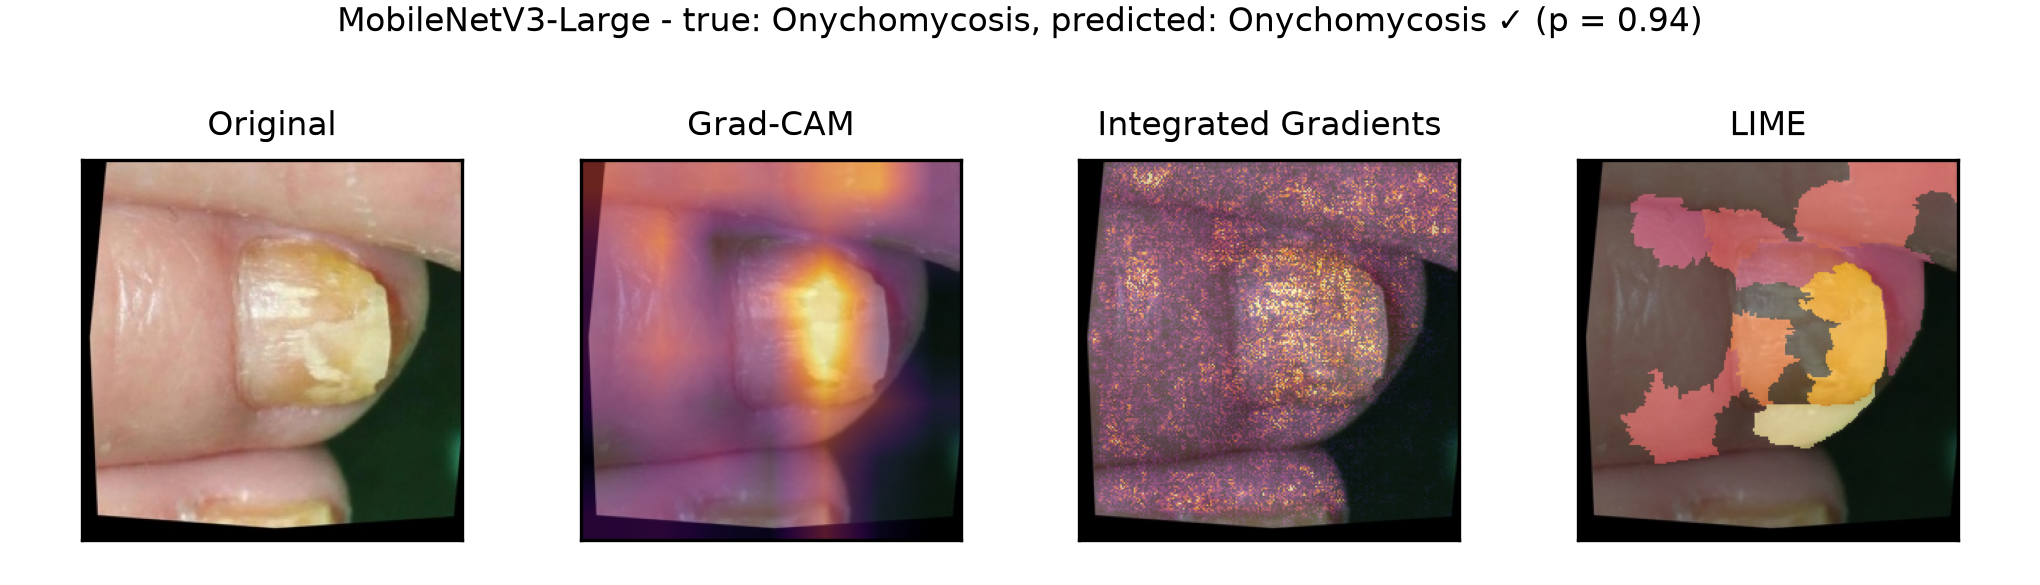 MobileNetV3-Large - true: Onychomycosis, predicted: Onychomycosis ✓ (p = 0.94)
Original
Grad-CAM
Integrated Gradients
LIME